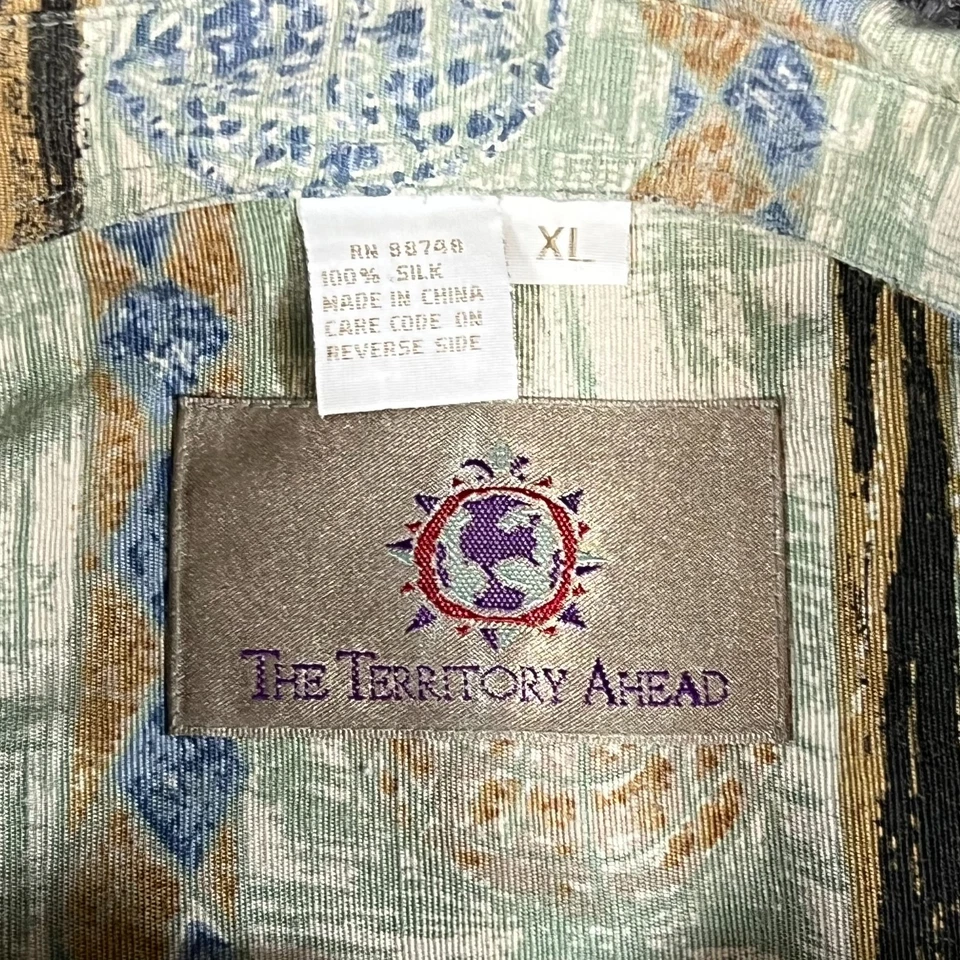 RN 88748
100% SILK
MADE IN CHINA
CARE CODE ON
REVERSE SIDE
XL
THE TERRITORY AHEAD